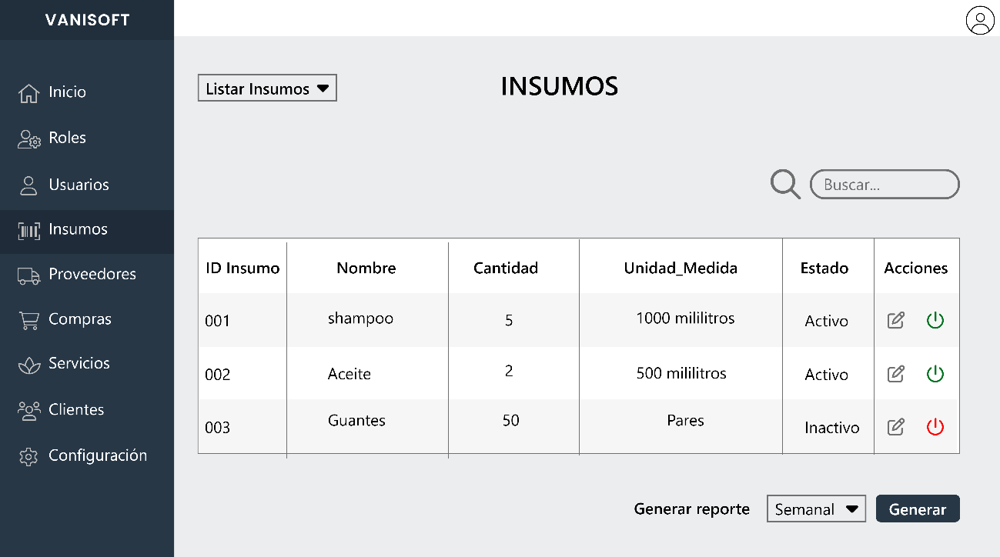 VANISOFT
Inicio
Roles
Usuarios
Insumos
Proveedores
Compras
Servicios
Clientes
Configuración
Listar Insumos
INSUMOS
Buscar...
ID Insumo Nombre Cantidad Unidad_Medida Estado Acciones
001 shampoo 5 1000 mililitros Activo
002 Aceite 2 500 mililitros Activo
003 Guantes 50 Pares Inactivo
Generar reporte Semanal Generar